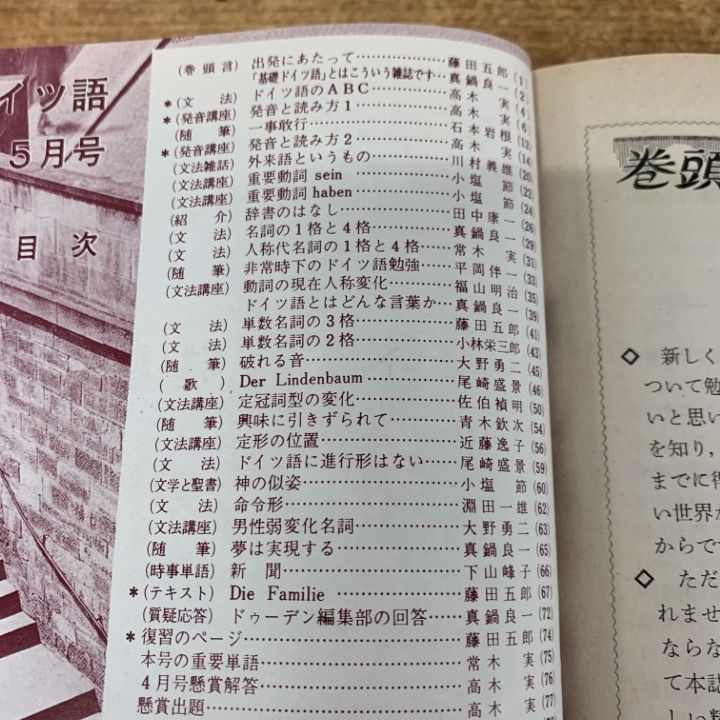 イツ語
5月号
目次
(巻頭言) 出発にあたって……藤田五郎 (1)
「基礎ドイツ語」とはこういう雑誌です…真鍋良一 (2)
*(文法) ドイツ語のABC……高木実 (4)
*(発音講座) 発音と読み方1……高木実 (6)
(随筆) 一事敢行……石本岩根 (12)
*(発音講座) 発音と読み方2……高木実 (14)
(文法雑話) 外来語というもの……川村義雄 (20)
(文法講座) 重要動詞 sein……小塩節 (22)
(文法講座) 重要動詞 haben……小塩節 (24)
(紹介) 辞書のはなし……田中康一 (26)
(文法) 名詞の1格と4格……真鍋良一 (29)
(文法) 人称代名詞の1格と4格……常木実 (31)
(随筆) 非常時下のドイツ語勉強……平岡伴一 (33)
(文法講座) 動詞の現在人称変化……福山明治 (35)
ドイツ語とはどんな言葉か…真鍋良一 (39)
(文法) 単数名詞の3格……藤田五郎 (41)
(文法) 単数名詞の2格……小林栄三郎 (43)
(随筆) 破れる音……大野勇二 (45)
(歌) Der Lindenbaum……尾崎盛景 (46)
(文法講座) 定冠詞型の変化……佐伯禎明 (50)
(随筆) 興味に引きずられて……青木欽次 (54)
(文法講座) 定形の位置……近藤逸子 (56)
(文法) ドイツ語に進行形はない……尾崎盛景 (59)
(文学と聖書) 神の似姿……小塩節 (60)
(文法) 命令形……淵田一雄 (62)
(文法講座) 男性弱変化名詞……大野勇二 (63)
(随筆) 夢は実現する……真鍋良一 (65)
(時事単語) 新聞……下山峰子 (66)
*(テキスト) Die Familie……藤田五郎 (67)
(質疑応答) ドゥーデン編集部の回答……真鍋良一 (72)
*復習のページ……藤田五郎 (74)
本号の重要単語……常木実 (75)
4月号懸賞解答……高木実 (76)
懸賞出題……高木実 (77)
巻頭
◇ 新しく
ついて勉
いと思い
を知り,
までに得
い世界が
からで
◇ ただ
れませ
ならな
て本誌